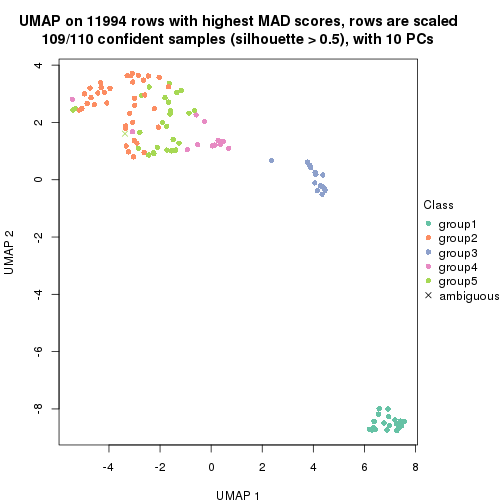 UMAP on 11994 rows with highest MAD scores, rows are scaled
109/110 confident samples (silhouette > 0.5), with 10 PCs
4
2
0
-2
-4
-6
-8
UMAP 2
-4
-2
0
2
4
6
8
UMAP 1
Class
group1
group2
group3
group4
group5
ambiguous